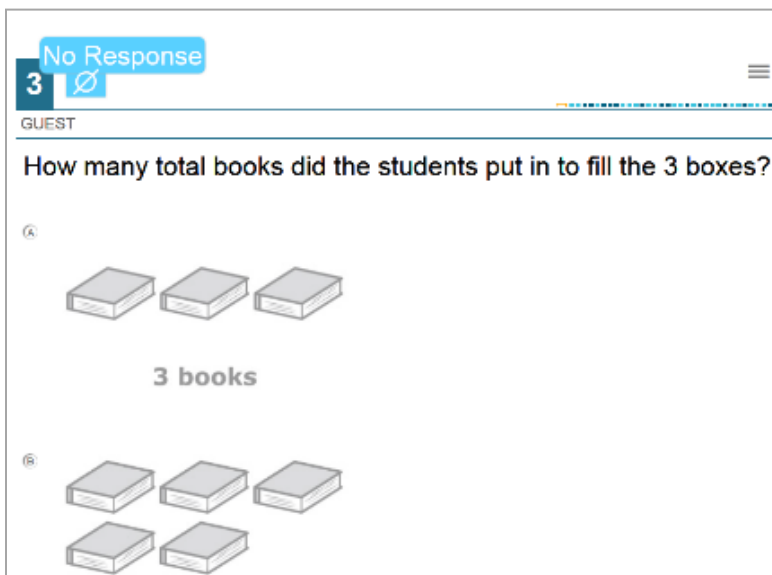 No Response
3
GUEST
How many total books did the students put in to fill the 3 boxes?
A
3 books
B